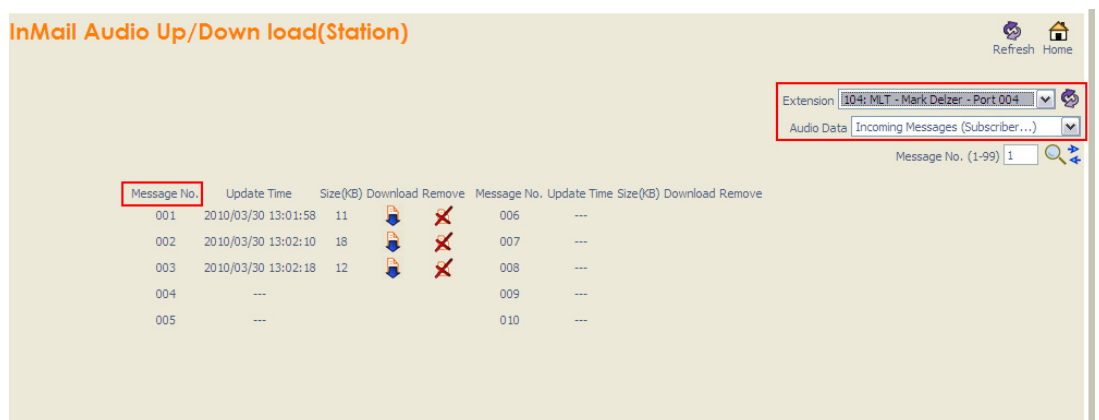 InMail Audio Up/Down load(Station)
Refresh Home
Extension 104: MLT - Mark Delzer - Port 004
Audio Data Incoming Messages (Subscriber...)
Message No. (1-99) 1
Message No. Update Time Size(KB) Download Remove Message No. Update Time Size(KB) Download Remove
001 2010/03/30 13:01:58 11 006 ---
002 2010/03/30 13:02:10 18 007 ---
003 2010/03/30 13:02:18 12 008 ---
004 --- 009 ---
005 --- 010 ---